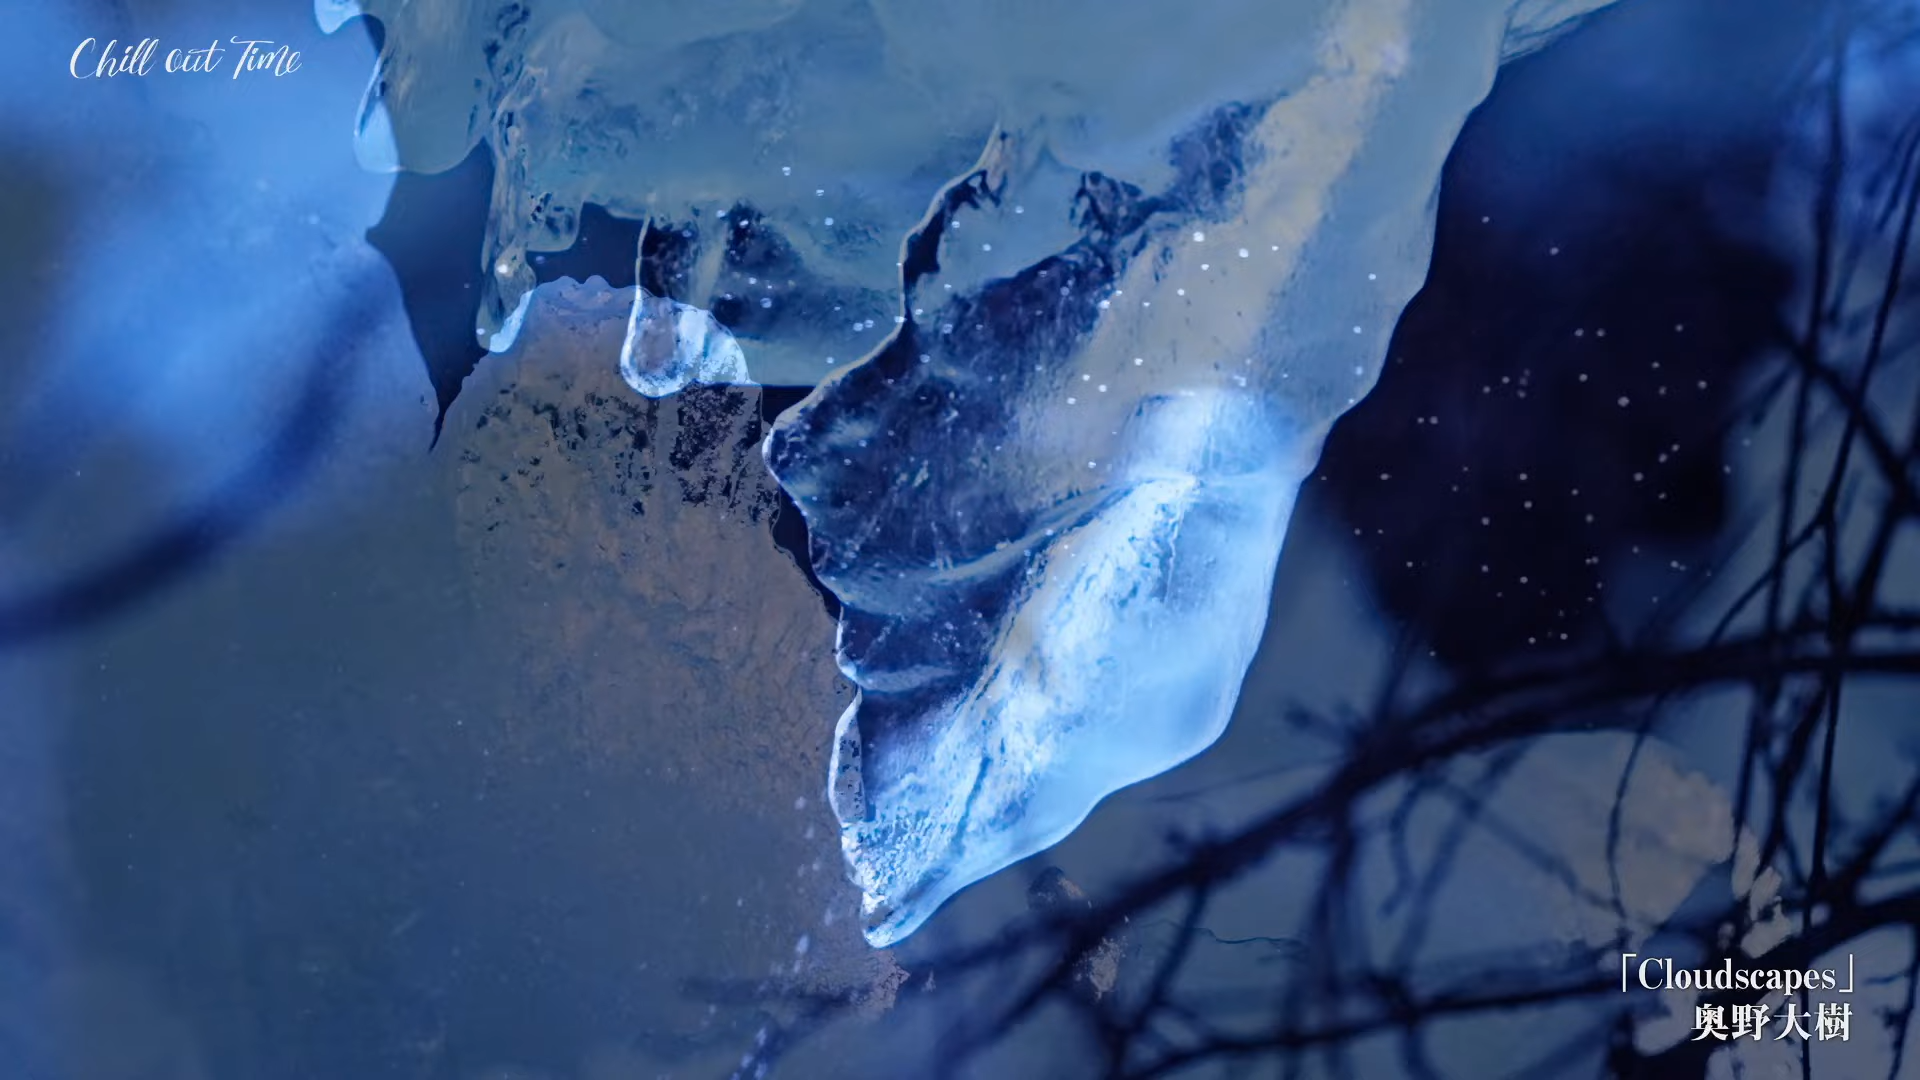 Chill out Time
「Cloudscapes」
奥野大樹